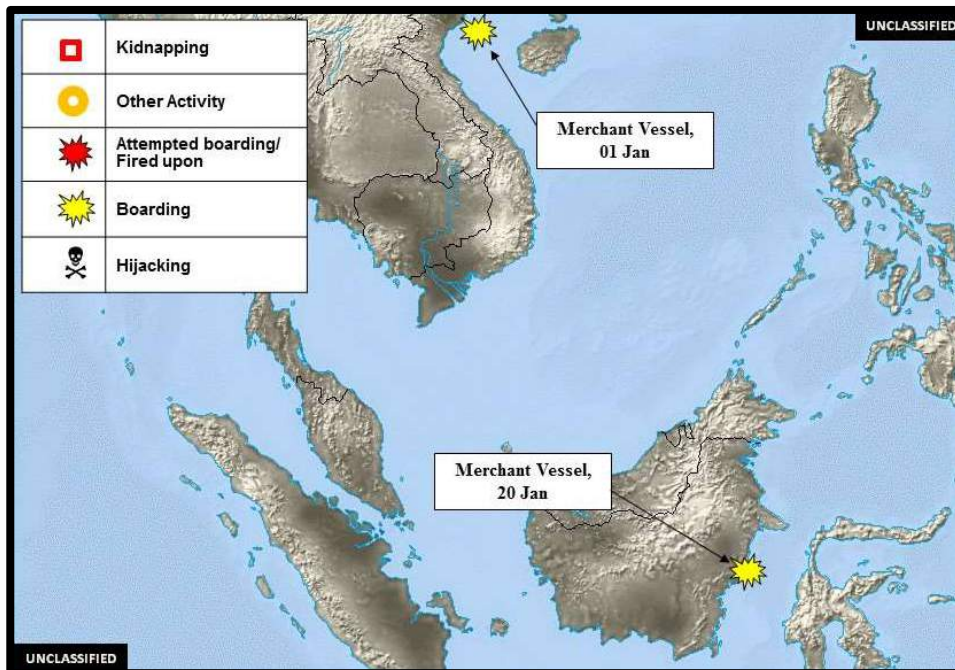 UNCLASSIFIED
Kidnapping
Other Activity
Attempted boarding/
Fired upon
Boarding
Hijacking
Merchant Vessel,
01 Jan
Merchant Vessel,
20 Jan
UNCLASSIFIED